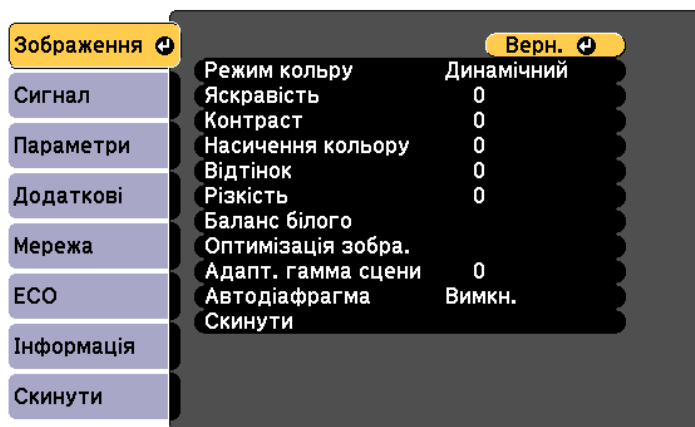 Зображення
Сигнал
Параметри
Додаткові
Мережа
ECO
Інформація
Скинути
Верн.
Режим кольру Динамічний
Яскравість 0
Контраст 0
Насичення кольору 0
Відтінок 0
Різкість 0
Баланс білого
Оптимізація зобра.
Адапт. гамма сцени 0
Автодіафрагма Вимкн.
Скинути